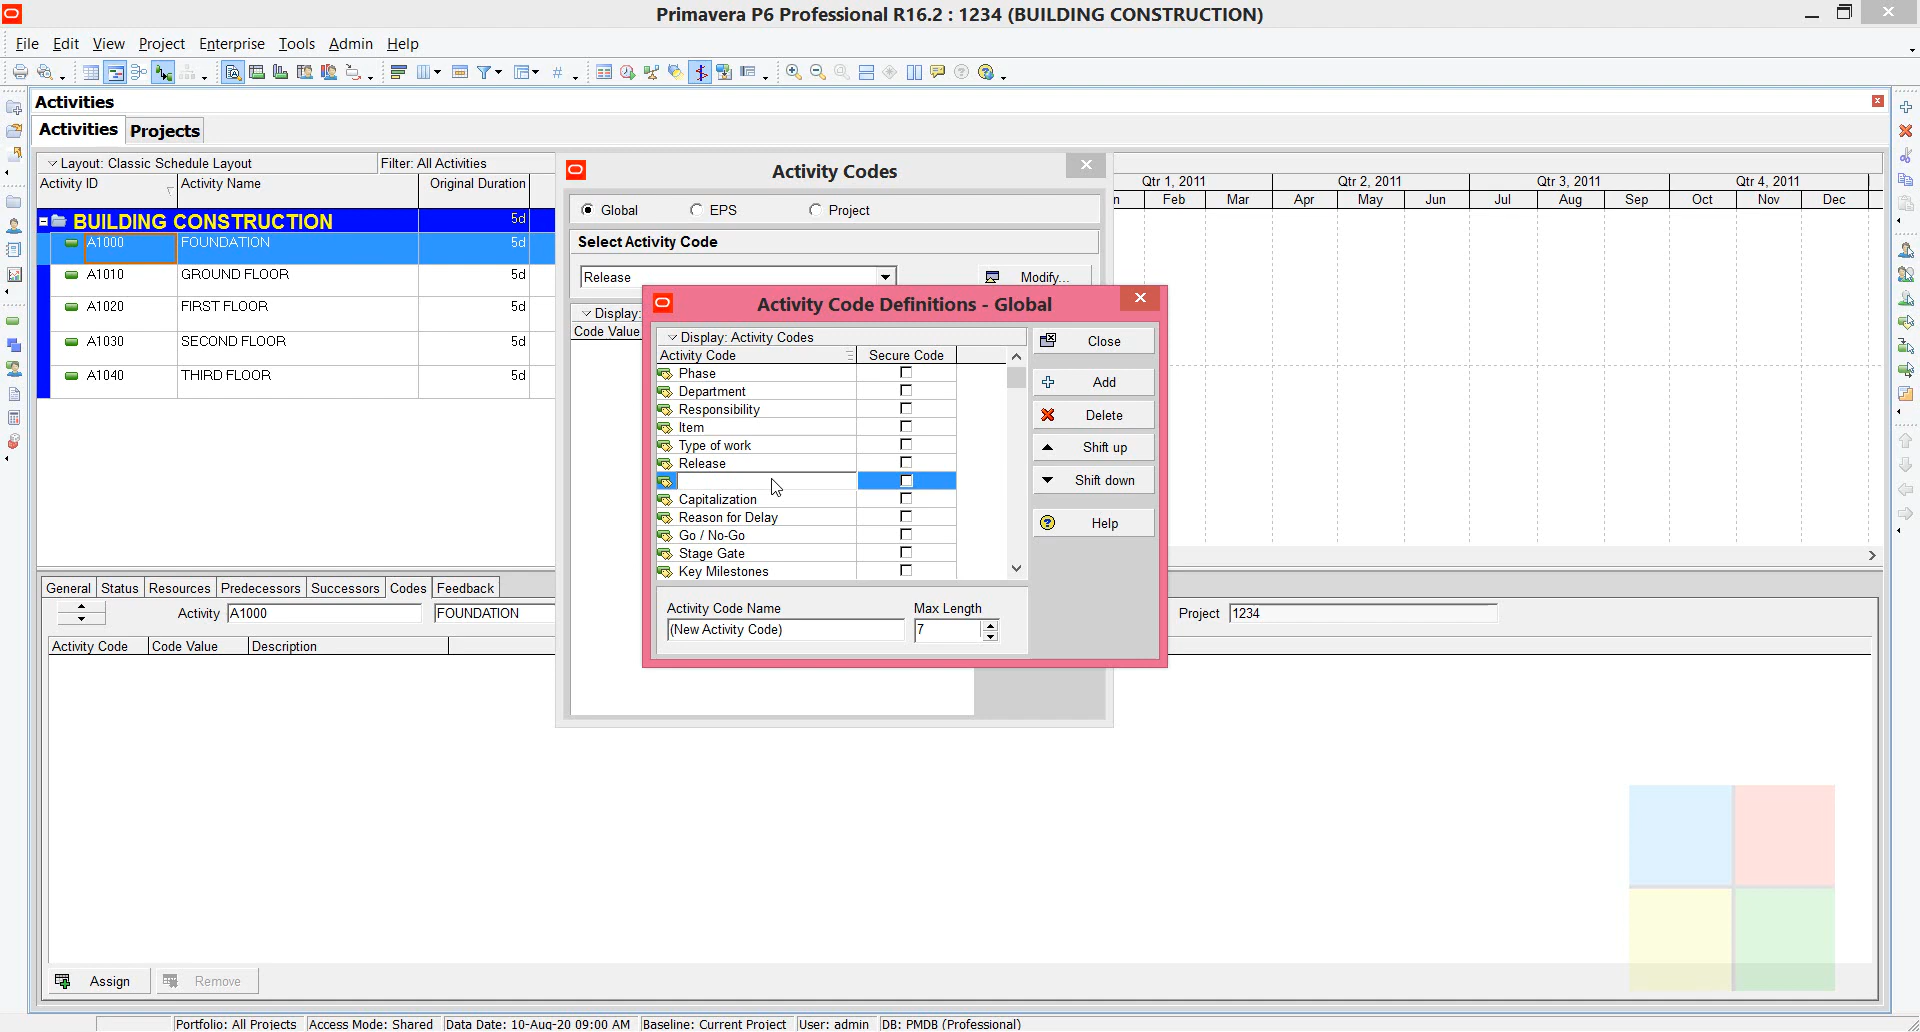 Primavera P6 Professional R16.2 : 1234 (BUILDING CONSTRUCTION)
File Edit View Project Enterprise Tools Admin Help
Activities
Activities Projects
Layout: Classic Schedule Layout Filter: All Activities
Activity ID Activity Name Original Duration
BUILDING CONSTRUCTION 5d
A1000 FOUNDATION 5d
A1010 GROUND FLOOR 5d
A1020 FIRST FLOOR 5d
A1030 SECOND FLOOR 5d
A1040 THIRD FLOOR 5d
Qtr 1, 2011 Qtr 2, 2011 Qtr 3, 2011 Qtr 4, 2011
n Feb Mar Apr May Jun Jul Aug Sep Oct Nov Dec
Activity Codes
Global EPS Project
Select Activity Code
Release Modify...
Display:
Code Value
Activity Code Definitions - Global
Display: Activity Codes
Activity Code Secure Code
Phase
Department
Responsibility
Item
Type of work
Release
Capitalization
Reason for Delay
Go / No-Go
Stage Gate
Key Milestones
Close
Add
Delete
Shift up
Shift down
Help
Activity Code Name Max Length
(New Activity Code) 7
General Status Resources Predecessors Successors Codes Feedback
Activity A1000 FOUNDATION Project 1234
Activity Code Code Value Description
Assign Remove
Portfolio: All Projects Access Mode: Shared Data Date: 10-Aug-20 09:00 AM Baseline: Current Project User: admin DB: PMDB (Professional)